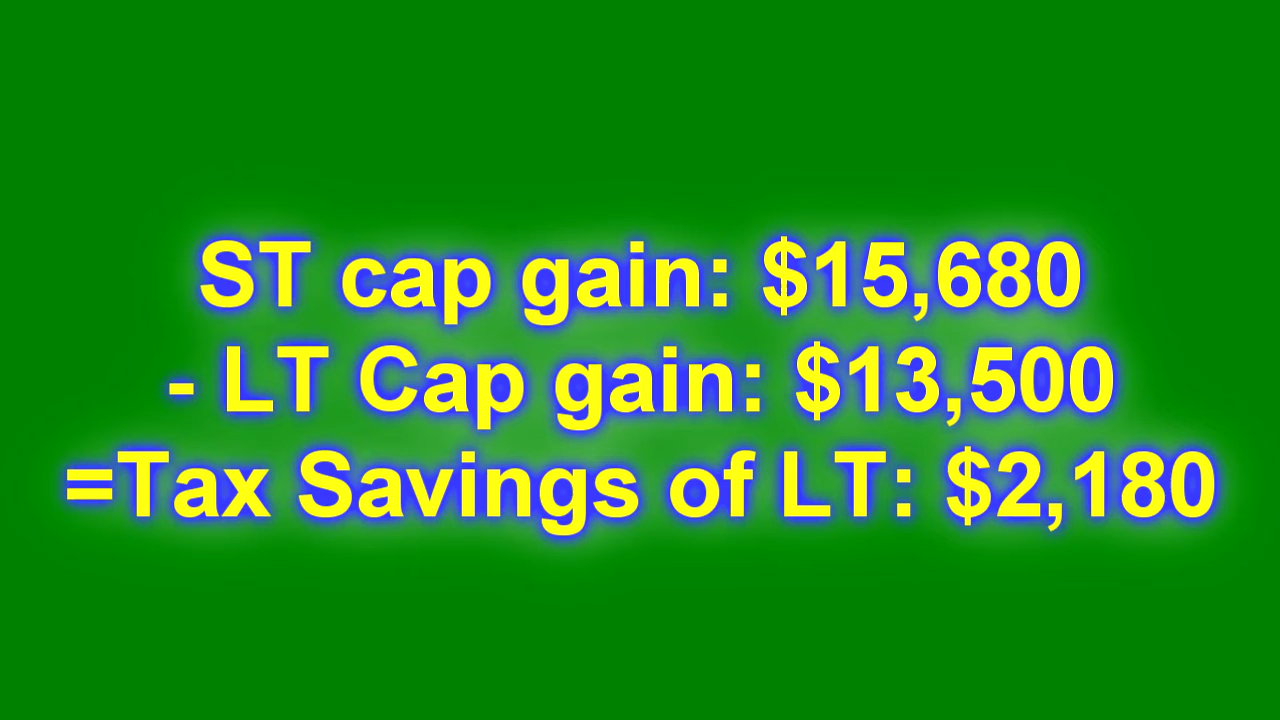 ST cap gain: $15,680
- LT Cap gain: $13,500
=Tax Savings of LT: $2,180